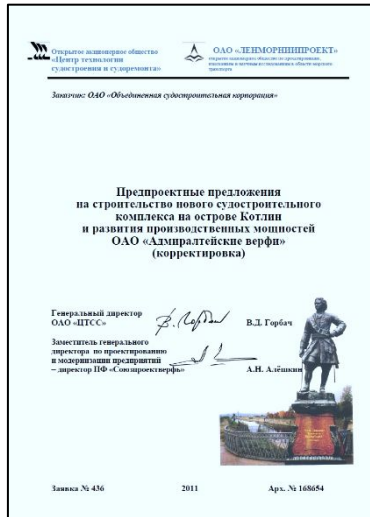 Открытое акционерное общество
«Центр технологии
судостроения и судоремонта»
ОАО «ЛЕНМОРНИИПРОЕКТ»
Заказчик: ОАО «Объединенная судостроительная корпорация»
Предпроектные предложения
на строительство нового судостроительного
комплекса на острове Котлин
и развития производственных мощностей
ОАО «Адмиралтейские верфи»
(корректировка)
Генеральный директор
ОАО «ЦТСС»
В.Д. Горбач
Заместитель генерального
директора по проектированию
и модернизации предприятий
– директор ПФ «Союзпроектверфь»
А.Н. Алёшкин
Заявка № 436
2011
Арх. № 168654